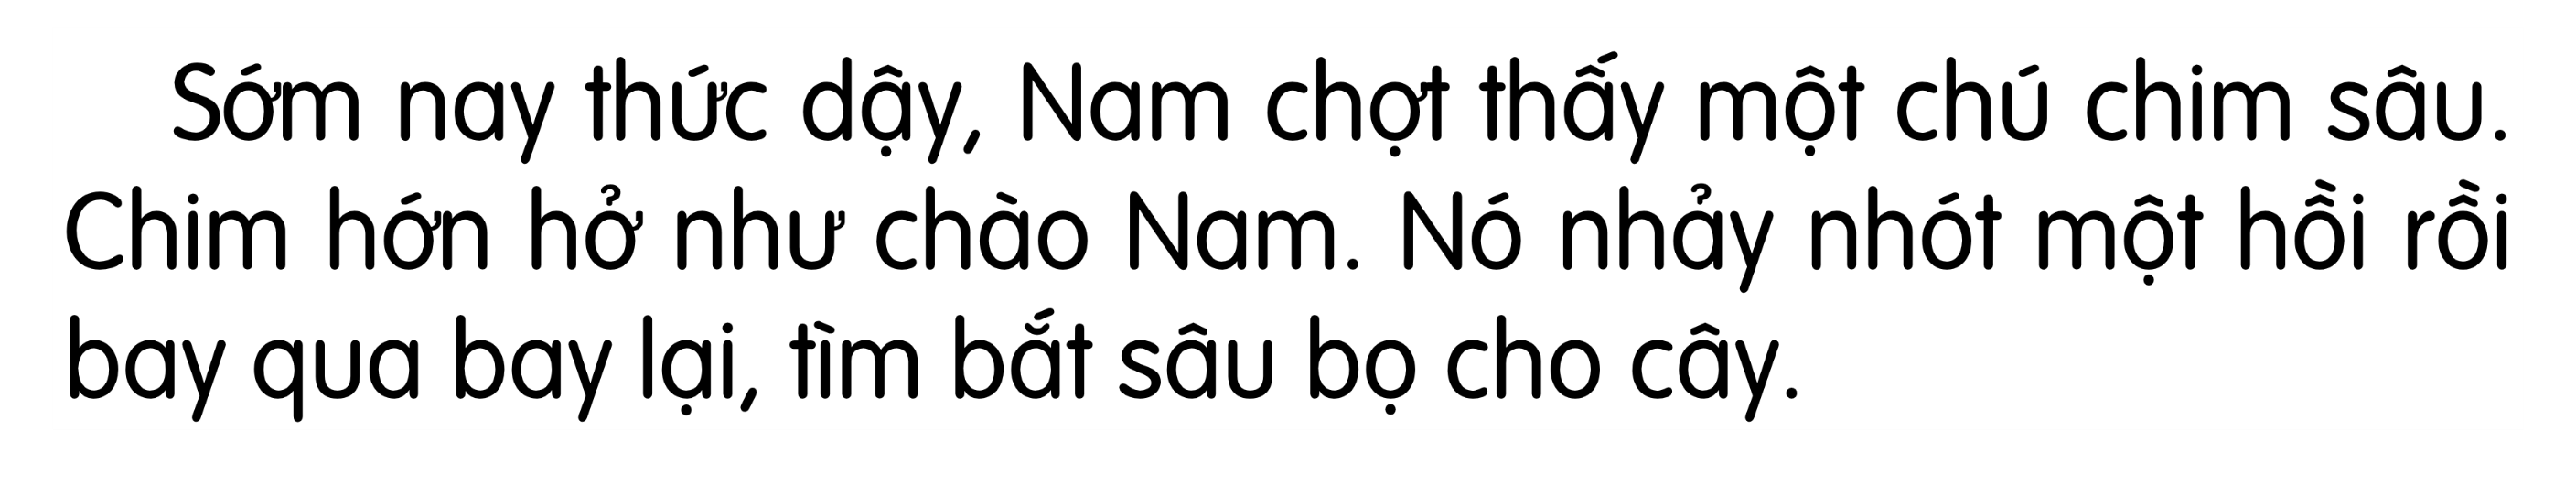 Sớm nay thức dậy, Nam chợt thấy một chú chim sâu.
Chim hớn hở như chào Nam. Nó nhảy nhót một hồi rồi
bay qua bay lại, tìm bắt sâu bọ cho cây.